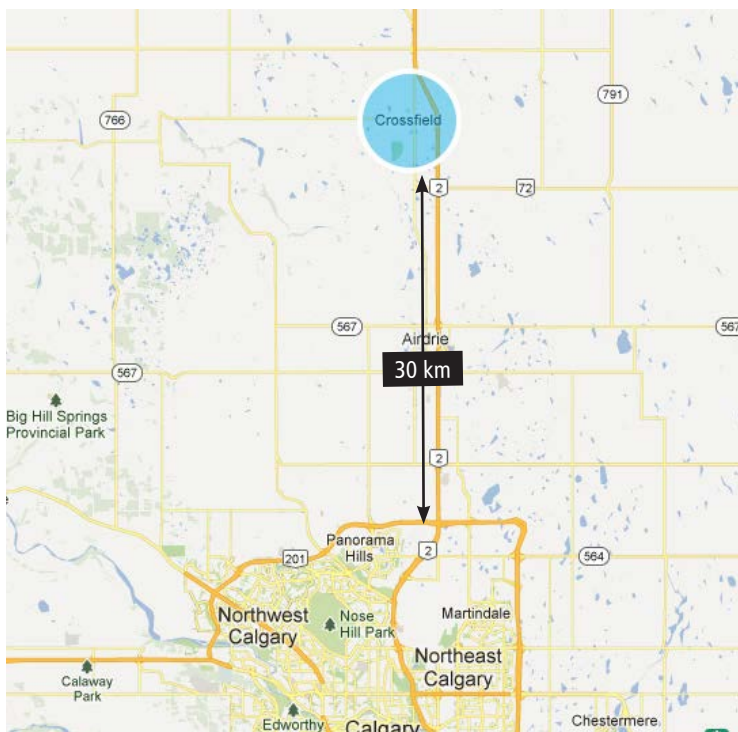 791
766
Crossfield
2
72
567
567
Airdrie
30 km
567
Big Hill Springs
Provincial Park
2
Panorama
Hills
2
201
564
Northwest
Calgary
Nose
Hill Park
Martindale
Northeast
Calgary
Calaway
Park
Edworthy
Calgary
Chestermere